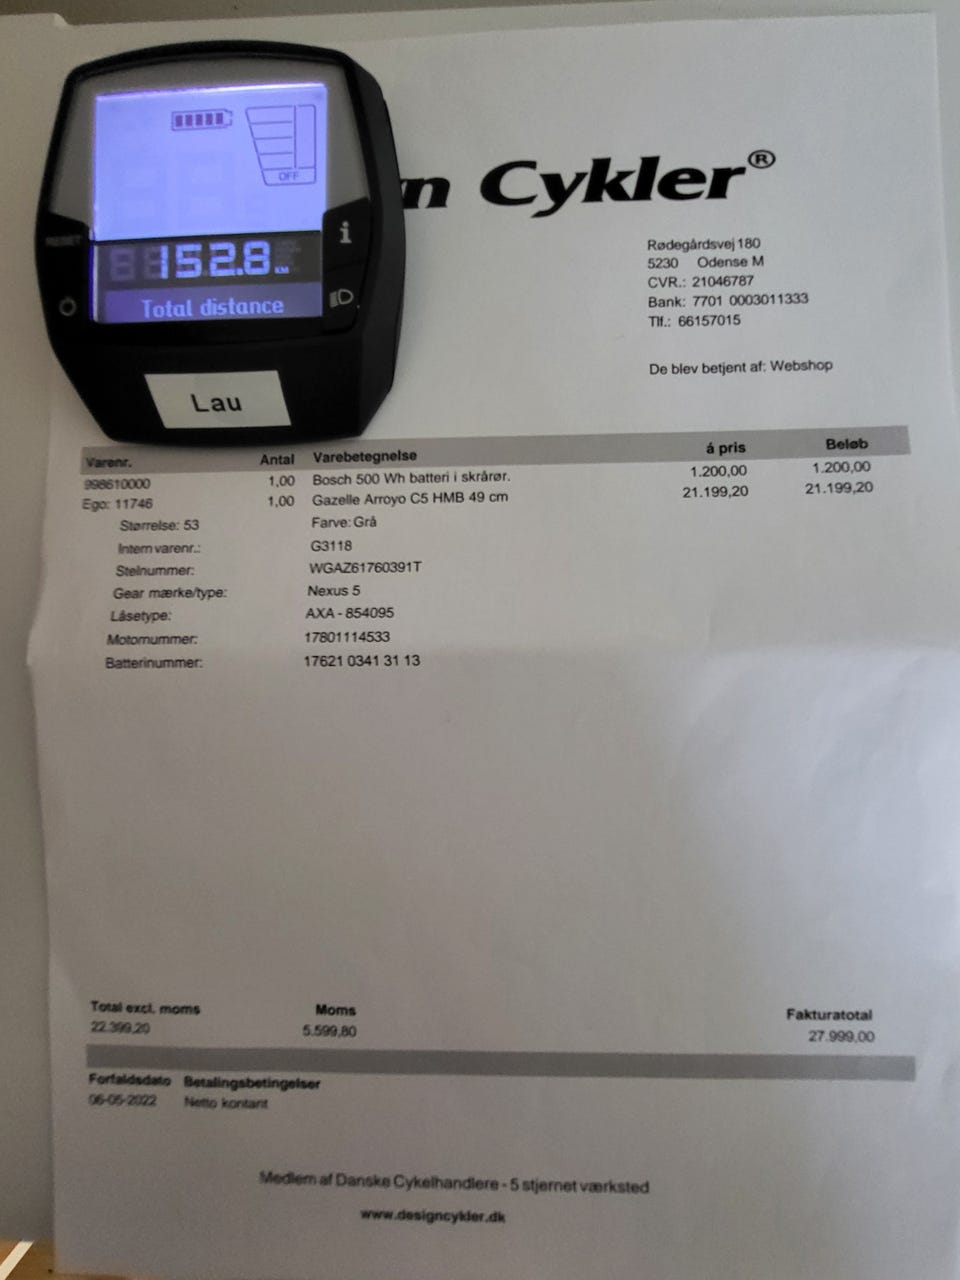 OFF
RESET
i
152.8 KM
Total distance
Lau
n Cykler®
Rødegårdsvej 180
5230 Odense M
CVR.: 21046787
Bank: 7701 0003011333
Tlf.: 66157015
De blev betjent af: Webshop
Varenr. Antal Varebetegnelse á pris Beløb
998610000 1,00 Bosch 500 Wh batteri i skrårør. 1.200,00 1.200,00
Ego: 11746 1,00 Gazelle Arroyo C5 HMB 49 cm 21.199,20 21.199,20
Størrelse: 53 Farve: Grå
Intern varenr.: G3118
Stelnummer: WGAZ61760391T
Gear mærke/type: Nexus 5
Låsetype: AXA - 854095
Motornummer: 17801114533
Batterinummer: 17621 0341 31 13
Total excl. moms Moms Fakturatotal
22.399,20 5.599,80 27.999,00
Forfaldsdato Betalingsbetingelser
06-05-2022 Netto kontant
Medlem af Danske Cykelhandlere - 5 stjernet værksted
www.designcykler.dk